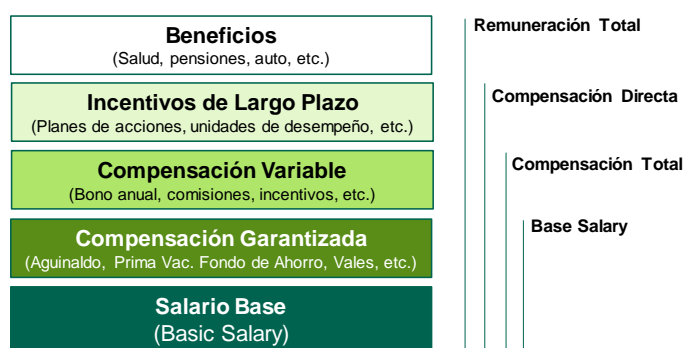 Beneficios
(Salud, pensiones, auto, etc.)
Incentivos de Largo Plazo
(Planes de acciones, unidades de desempeño, etc.)
Compensación Variable
(Bono anual, comisiones, incentivos, etc.)
Compensación Garantizada
(Aguinaldo, Prima Vac. Fondo de Ahorro, Vales, etc.)
Salario Base
(Basic Salary)
Remuneración Total
Compensación Directa
Compensación Total
Base Salary